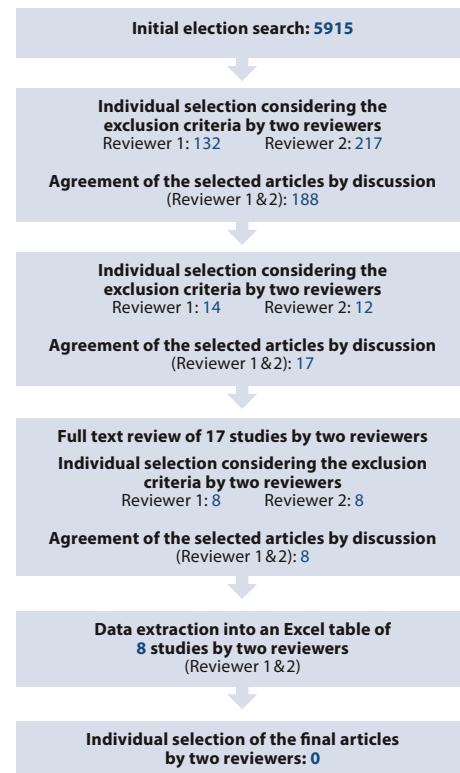 Initial election search: 5915
Individual selection considering the
exclusion criteria by two reviewers
Reviewer 1: 132 Reviewer 2: 217
Agreement of the selected articles by discussion
(Reviewer 1&2): 188
Individual selection considering the
exclusion criteria by two reviewers
Reviewer 1: 14 Reviewer 2: 12
Agreement of the selected articles by discussion
(Reviewer 1&2): 17
Full text review of 17 studies by two reviewers
Individual selection considering the exclusion
criteria by two reviewers
Reviewer 1: 8 Reviewer 2: 8
Agreement of the selected articles by discussion
(Reviewer 1&2): 8
Data extraction into an Excel table of
8 studies by two reviewers
(Reviewer 1&2)
Individual selection of the final articles
by two reviewers: 0